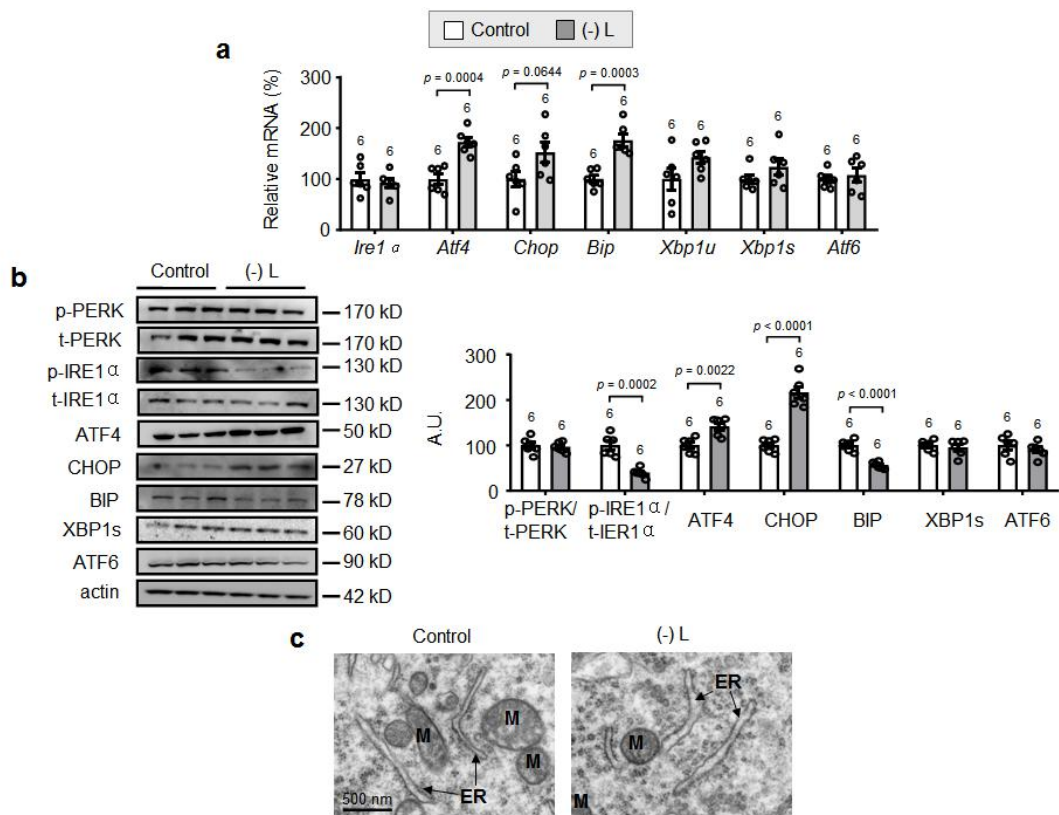 Control (-) L
a
Relative mRNA (%)
300
200
100
0
p = 0.0004
p = 0.0644
p = 0.0003
6 6 6 6 6 6 6 6 6 6 6 6 6 6
Ire1 α Atf4 Chop Bip Xbp1u Xbp1s Atf6
b
Control (-) L
p-PERK 170 kD
t-PERK 170 kD
p-IRE1α 130 kD
t-IRE1α 130 kD
ATF4 50 kD
CHOP 27 kD
BIP 78 kD
XBP1s 60 kD
ATF6 90 kD
actin 42 kD
A.U.
300
200
100
0
p = 0.0002
p = 0.0022
p < 0.0001
p < 0.0001
6 6 6 6 6 6 6 6 6 6 6 6 6 6
p-PERK/ p-IRE1α/ ATF4 CHOP BIP XBP1s ATF6
t-PERK t-IER1α
c
Control (-) L
M M M ER
500 nm
ER M M